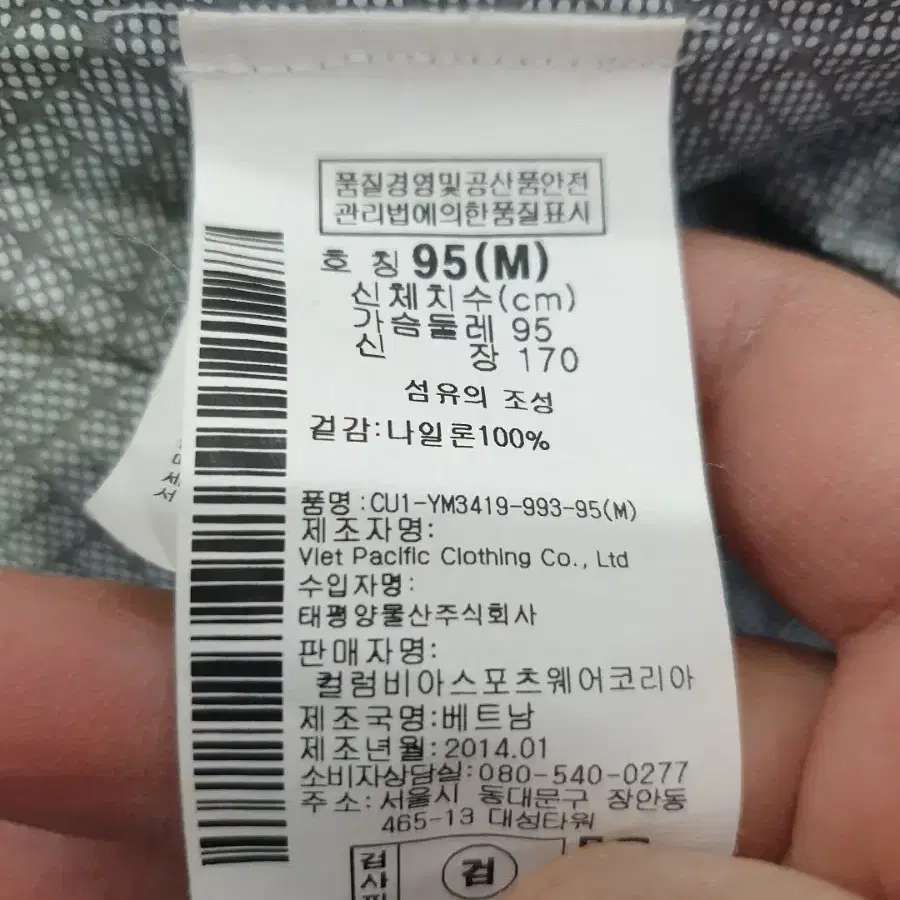 품질경영및공산품안전
관리법에의한품질표시
호 칭 95(M)
신체치수(cm)
가슴둘레 95
신 장 170
섬유의 조성
겉감:나일론100%
품명:CU1-YM3419-993-95(M)
제조자명:
Viet Pacific Clothing Co., Ltd
수입자명:
태평양물산주식회사
판매자명:
컬럼비아스포츠웨어코리아
제조국명:베트남
제조년월:2014.01
소비자상담실:080-540-0277
주소:서울시 동대문구 장안동
465-13 대성타워
검사
검